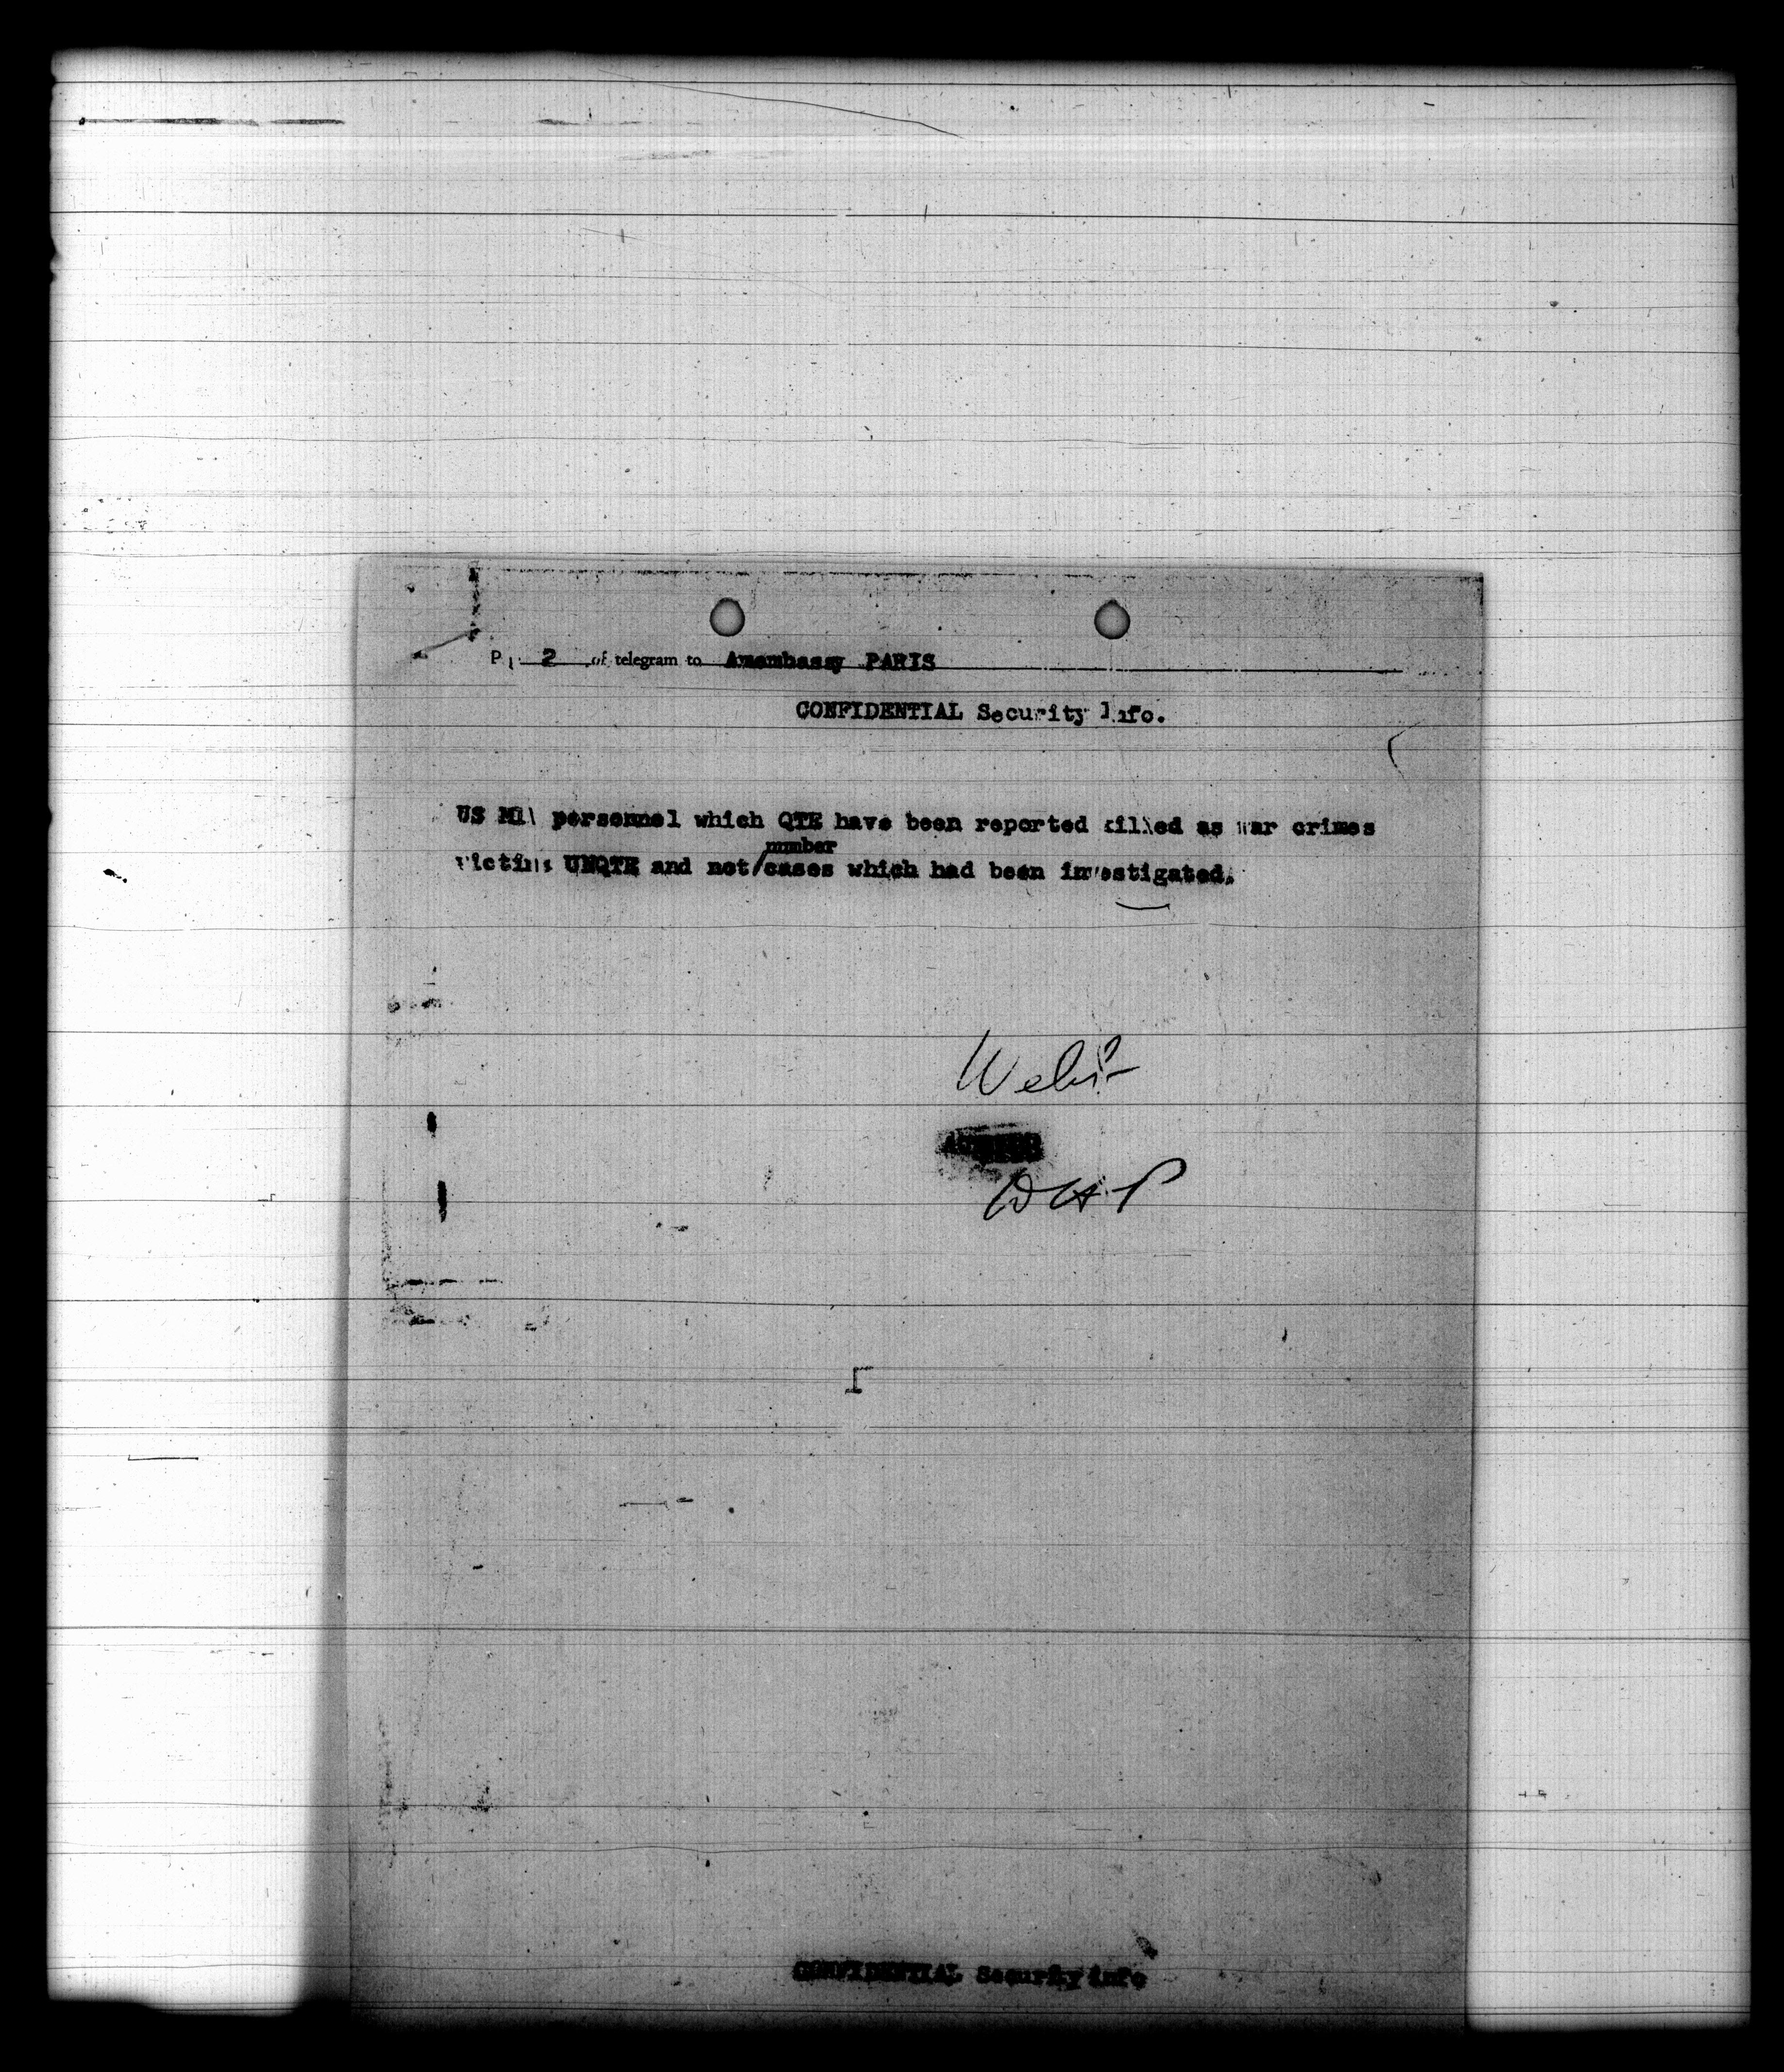 2 of telegram to Amembassy PARIS
CONFIDENTIAL Security Info.
US Mil personnel which QTE have been reported killed as war crimes
number
victims UNQTE and not/cases which had been investigated.
CONFIDENTIAL Security info